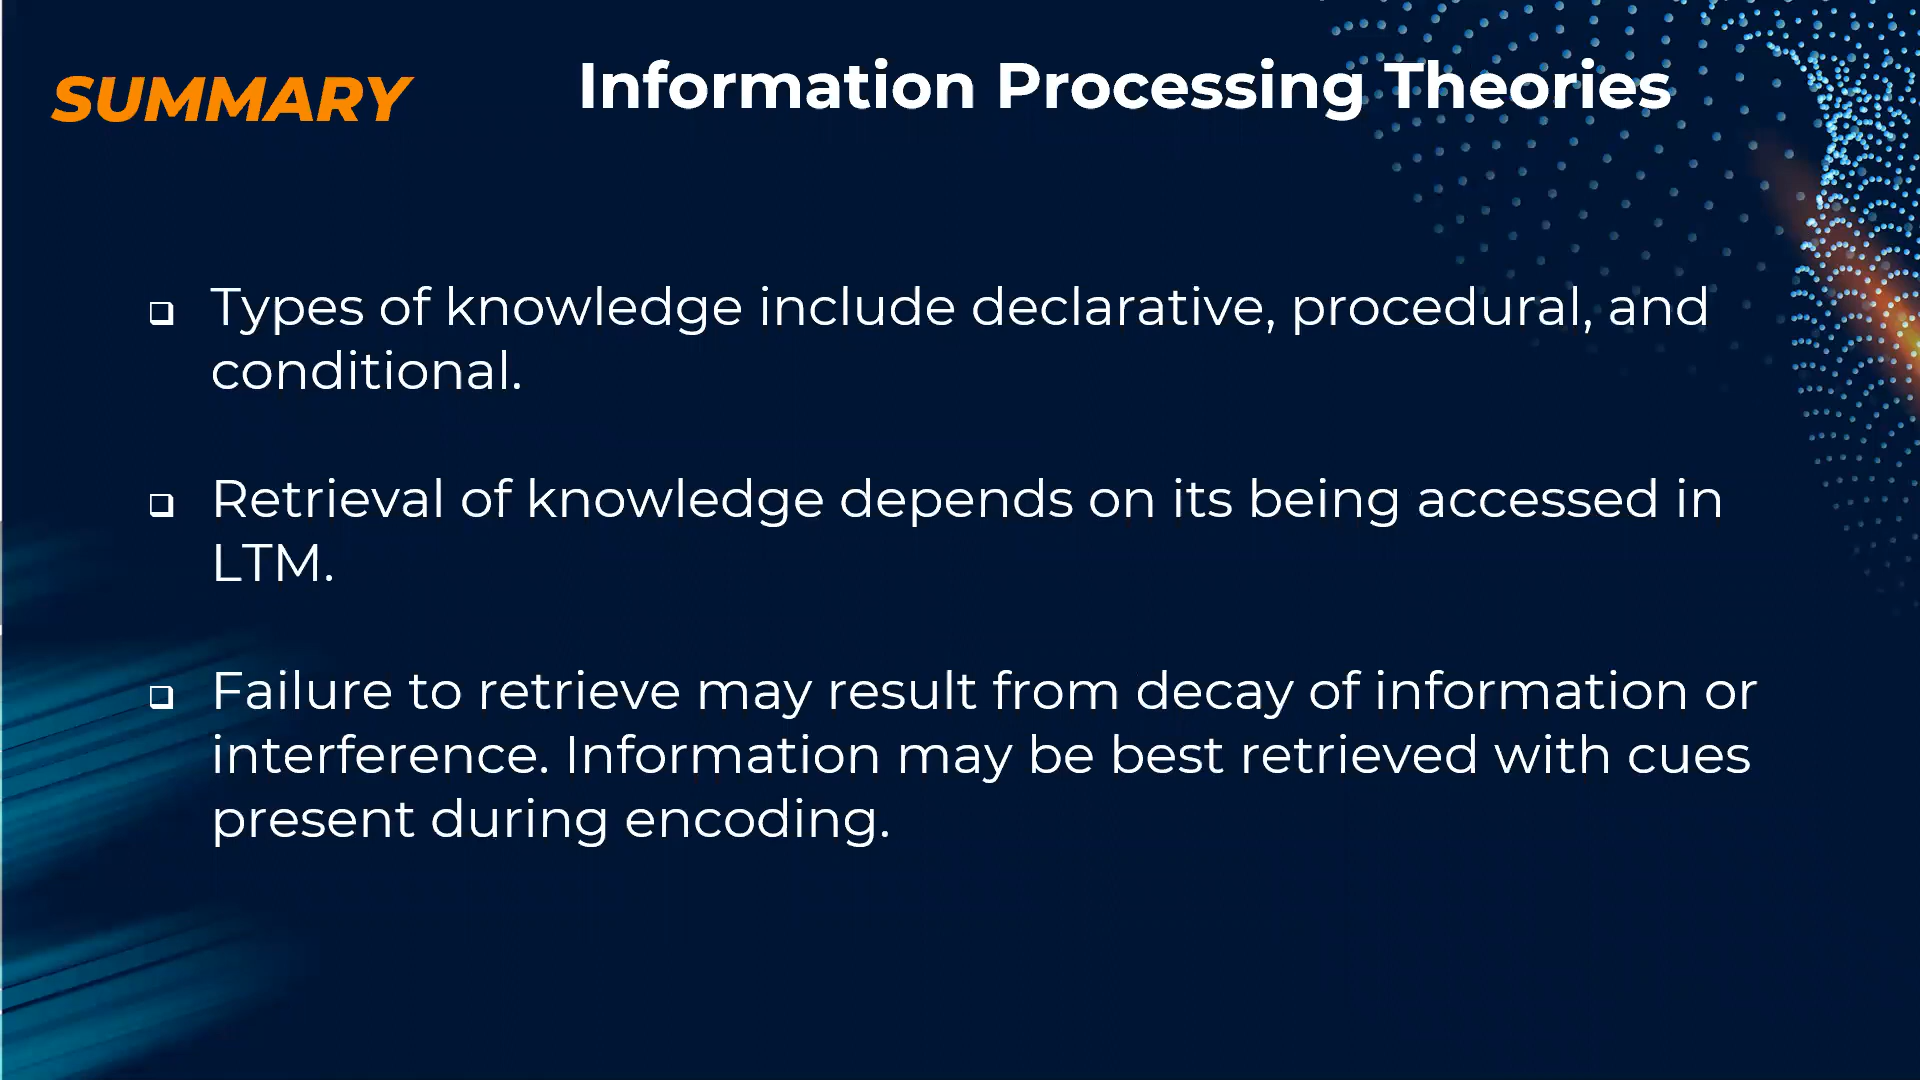 SUMMARY
Information Processing Theories
Types of knowledge include declarative, procedural, and
conditional.
Retrieval of knowledge depends on its being accessed in
LTM.
Failure to retrieve may result from decay of information or
interference. Information may be best retrieved with cues
present during encoding.